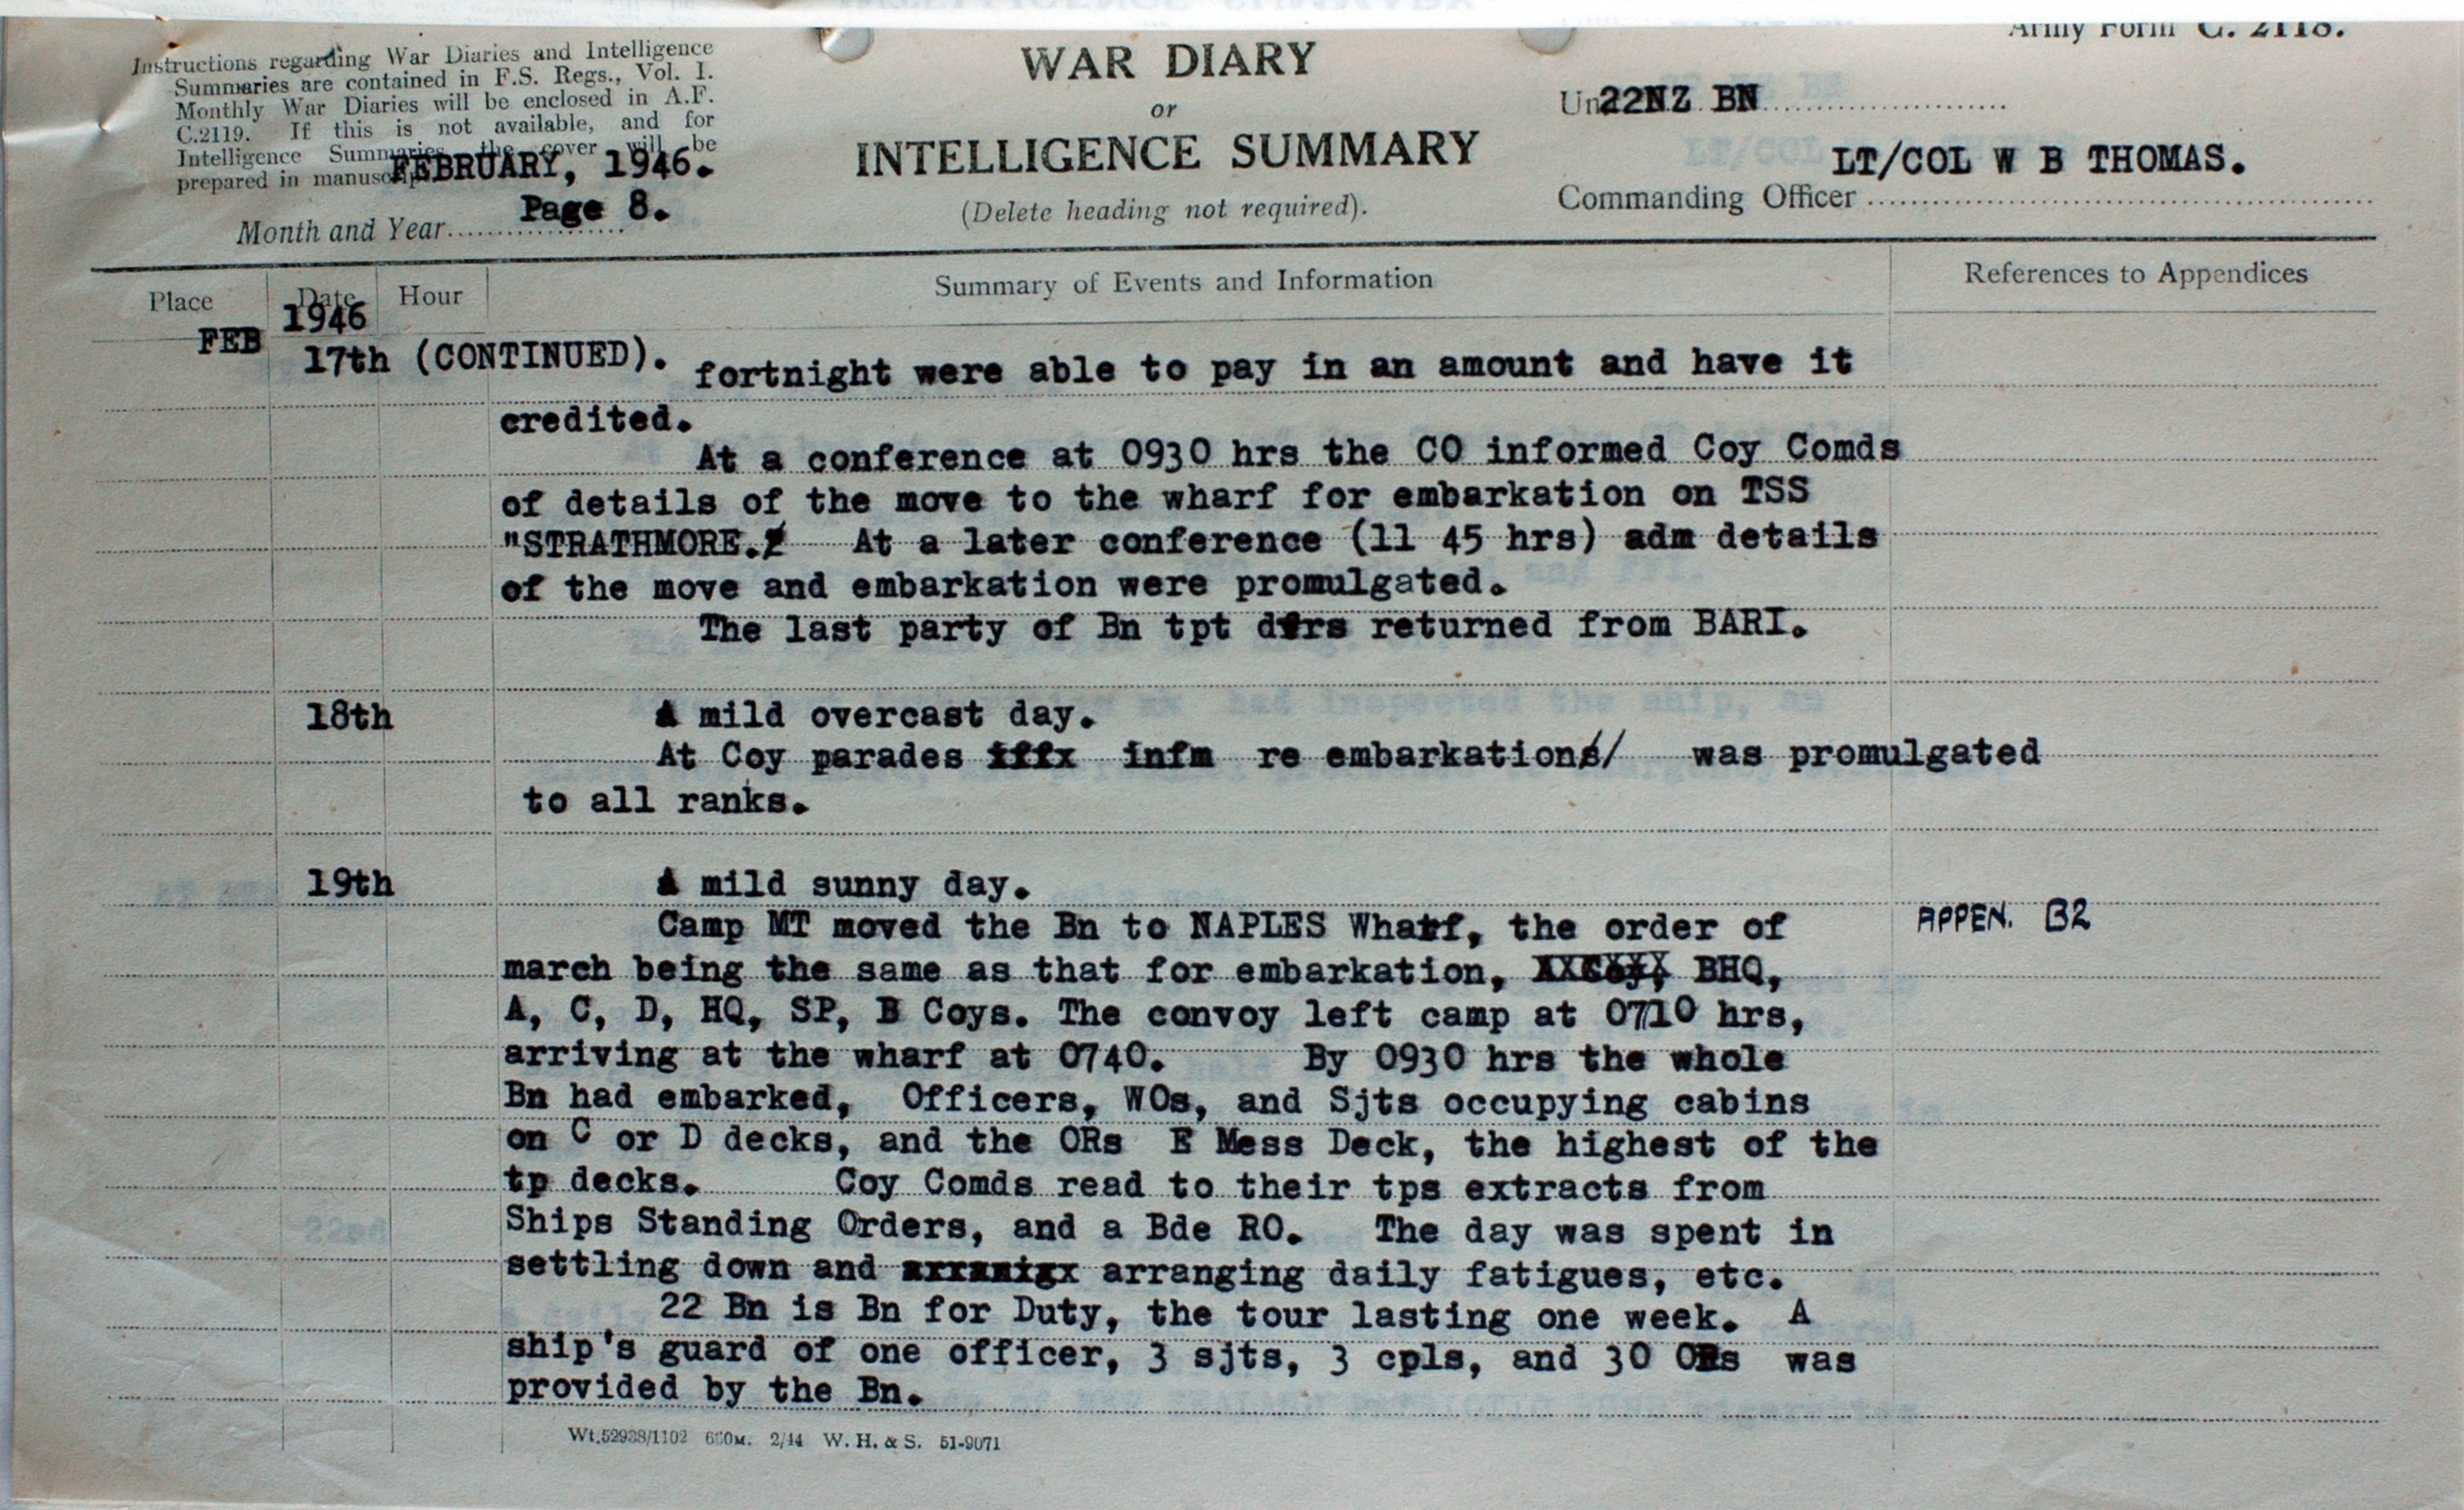 Army Form C. 2118.
Instructions regarding War Diaries and Intelligence
Summaries are contained in F.S. Regs., Vol. I.
Monthly War Diaries will be enclosed in A.F.
C.2119. If this is not available, and for
Intelligence Summaries, the cover will be
prepared in manuscript.
FEBRUARY, 1946.
Page 8.
Month and Year
WAR DIARY
or
INTELLIGENCE SUMMARY
(Delete heading not required).
Un 22NZ BN
LT/COL W B THOMAS.
Commanding Officer
Place Date Hour Summary of Events and Information References to Appendices
1946
FEB 17th (CONTINUED). fortnight were able to pay in an amount and have it
credited.
At a conference at 0930 hrs the CO informed Coy Comds
of details of the move to the wharf for embarkation on TSS
"STRATHMORE. At a later conference (11 45 hrs) adm details
of the move and embarkation were promulgated.
The last party of Bn tpt drs returned from BARI.
18th A mild overcast day.
At Coy parades infm re embarkation was promulgated
to all ranks.
19th A mild sunny day.
Camp MT moved the Bn to NAPLES Wharf, the order of APPEN. B2
march being the same as that for embarkation, BHQ,
A, C, D, HQ, SP, B Coys. The convoy left camp at 0710 hrs,
arriving at the wharf at 0740. By 0930 hrs the whole
Bn had embarked, Officers, WOs, and Sjts occupying cabins
on C or D decks, and the ORs E Mess Deck, the highest of the
tp decks. Coy Comds read to their tps extracts from
Ships Standing Orders, and a Bde RO. The day was spent in
settling down and arranging daily fatigues, etc.
22 Bn is Bn for Duty, the tour lasting one week. A
ship's guard of one officer, 3 sjts, 3 cpls, and 30 ORs was
provided by the Bn.
Wt.52938/1102 660M. 2/44 W. H. & S. 51-9071